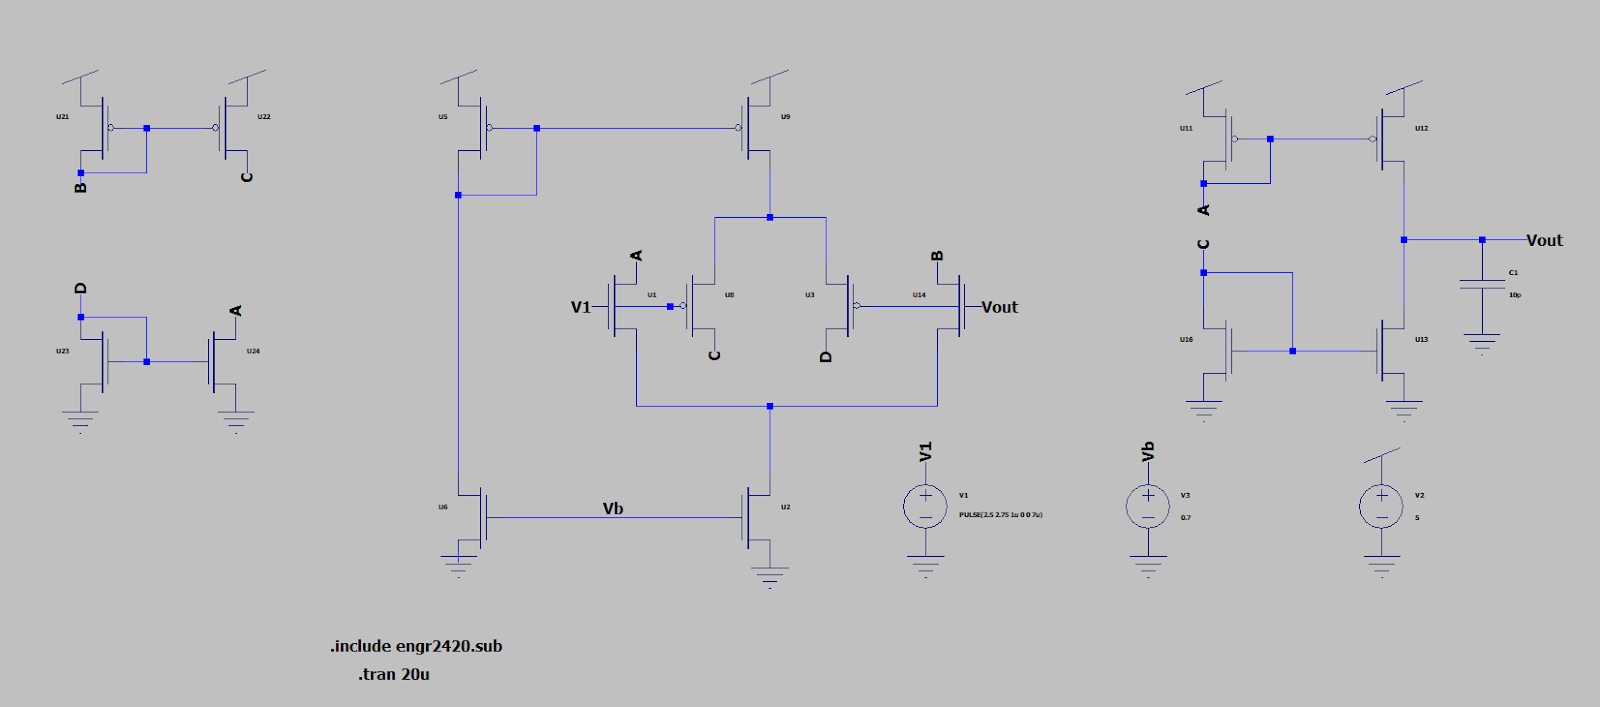 U21
U22
B
C
U5
U9
U11
U12
A
C
Vout
C1
10p
D
A
U23
U24
A
B
V1
U1
U8
U3
U14
Vout
C
D
U16
U13
U6
Vb
U2
V1
V1
PULSE(2.5 2.75 1u 0 0 7u)
Vb
V3
0.7
V2
5
.include engr2420.sub
.tran 20u